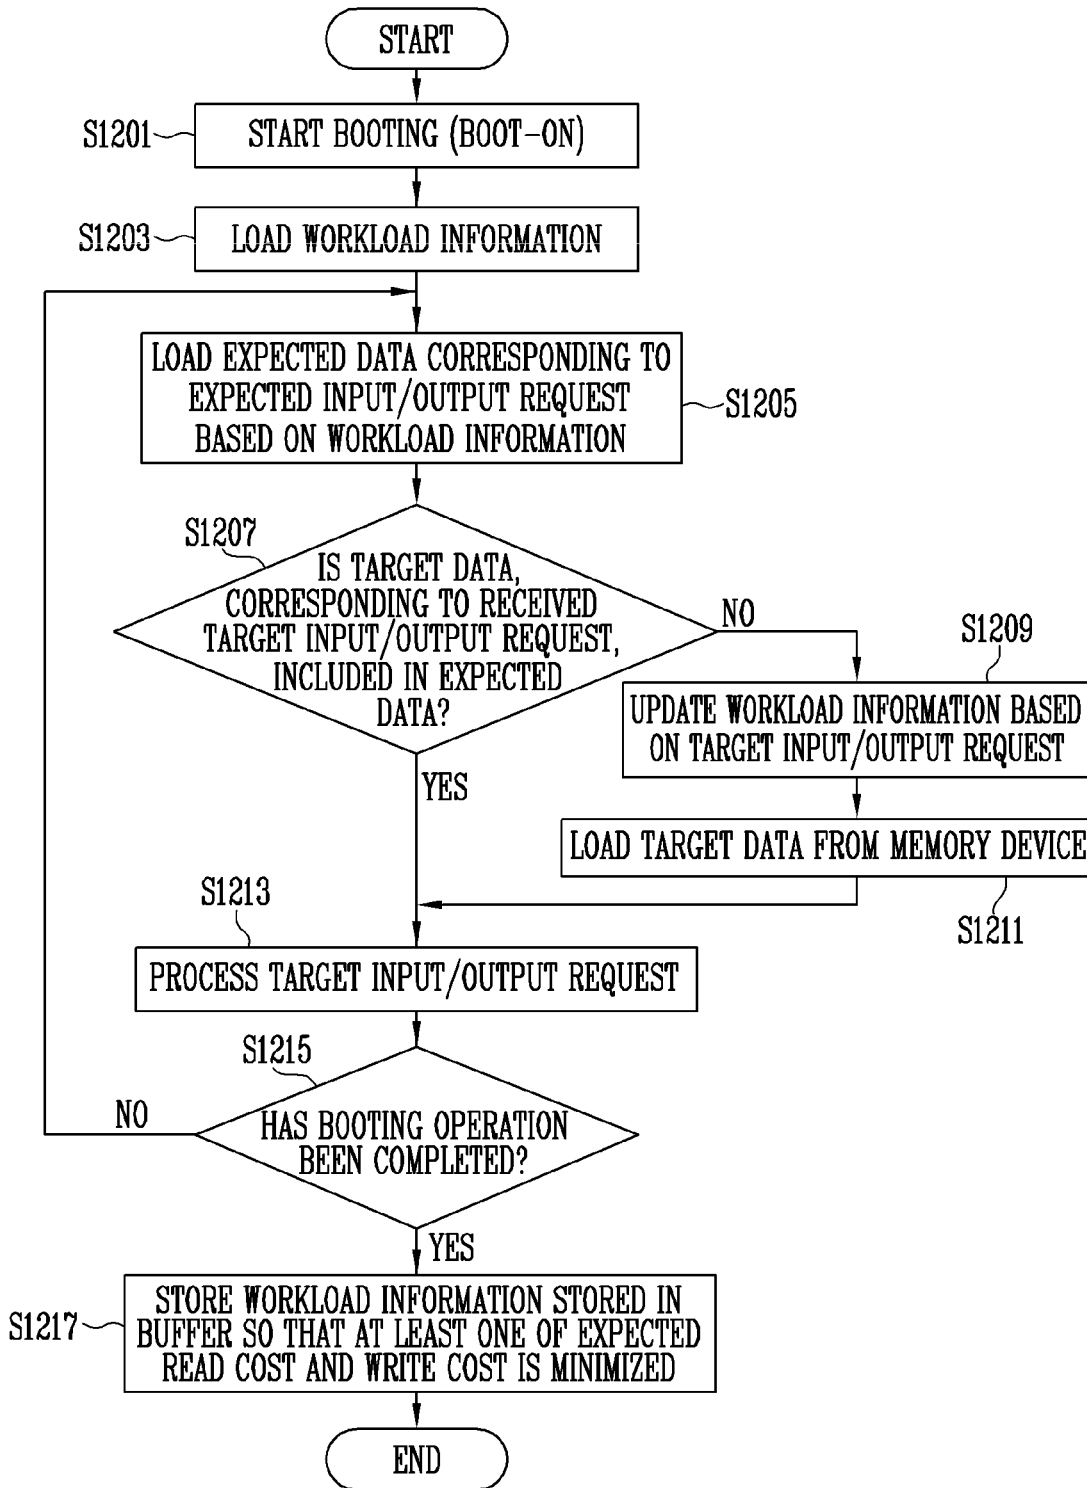 START
S1201
START BOOTING (BOOT-ON)
S1203
LOAD WORKLOAD INFORMATION
LOAD EXPECTED DATA CORRESPONDING TO
EXPECTED INPUT/OUTPUT REQUEST
BASED ON WORKLOAD INFORMATION
S1205
S1207
IS TARGET DATA,
CORRESPONDING TO RECEIVED
TARGET INPUT/OUTPUT REQUEST,
INCLUDED IN EXPECTED
DATA?
NO
S1209
UPDATE WORKLOAD INFORMATION BASED
ON TARGET INPUT/OUTPUT REQUEST
YES
LOAD TARGET DATA FROM MEMORY DEVICE
S1211
S1213
PROCESS TARGET INPUT/OUTPUT REQUEST
S1215
HAS BOOTING OPERATION
BEEN COMPLETED?
NO
YES
S1217
STORE WORKLOAD INFORMATION STORED IN
BUFFER SO THAT AT LEAST ONE OF EXPECTED
READ COST AND WRITE COST IS MINIMIZED
END